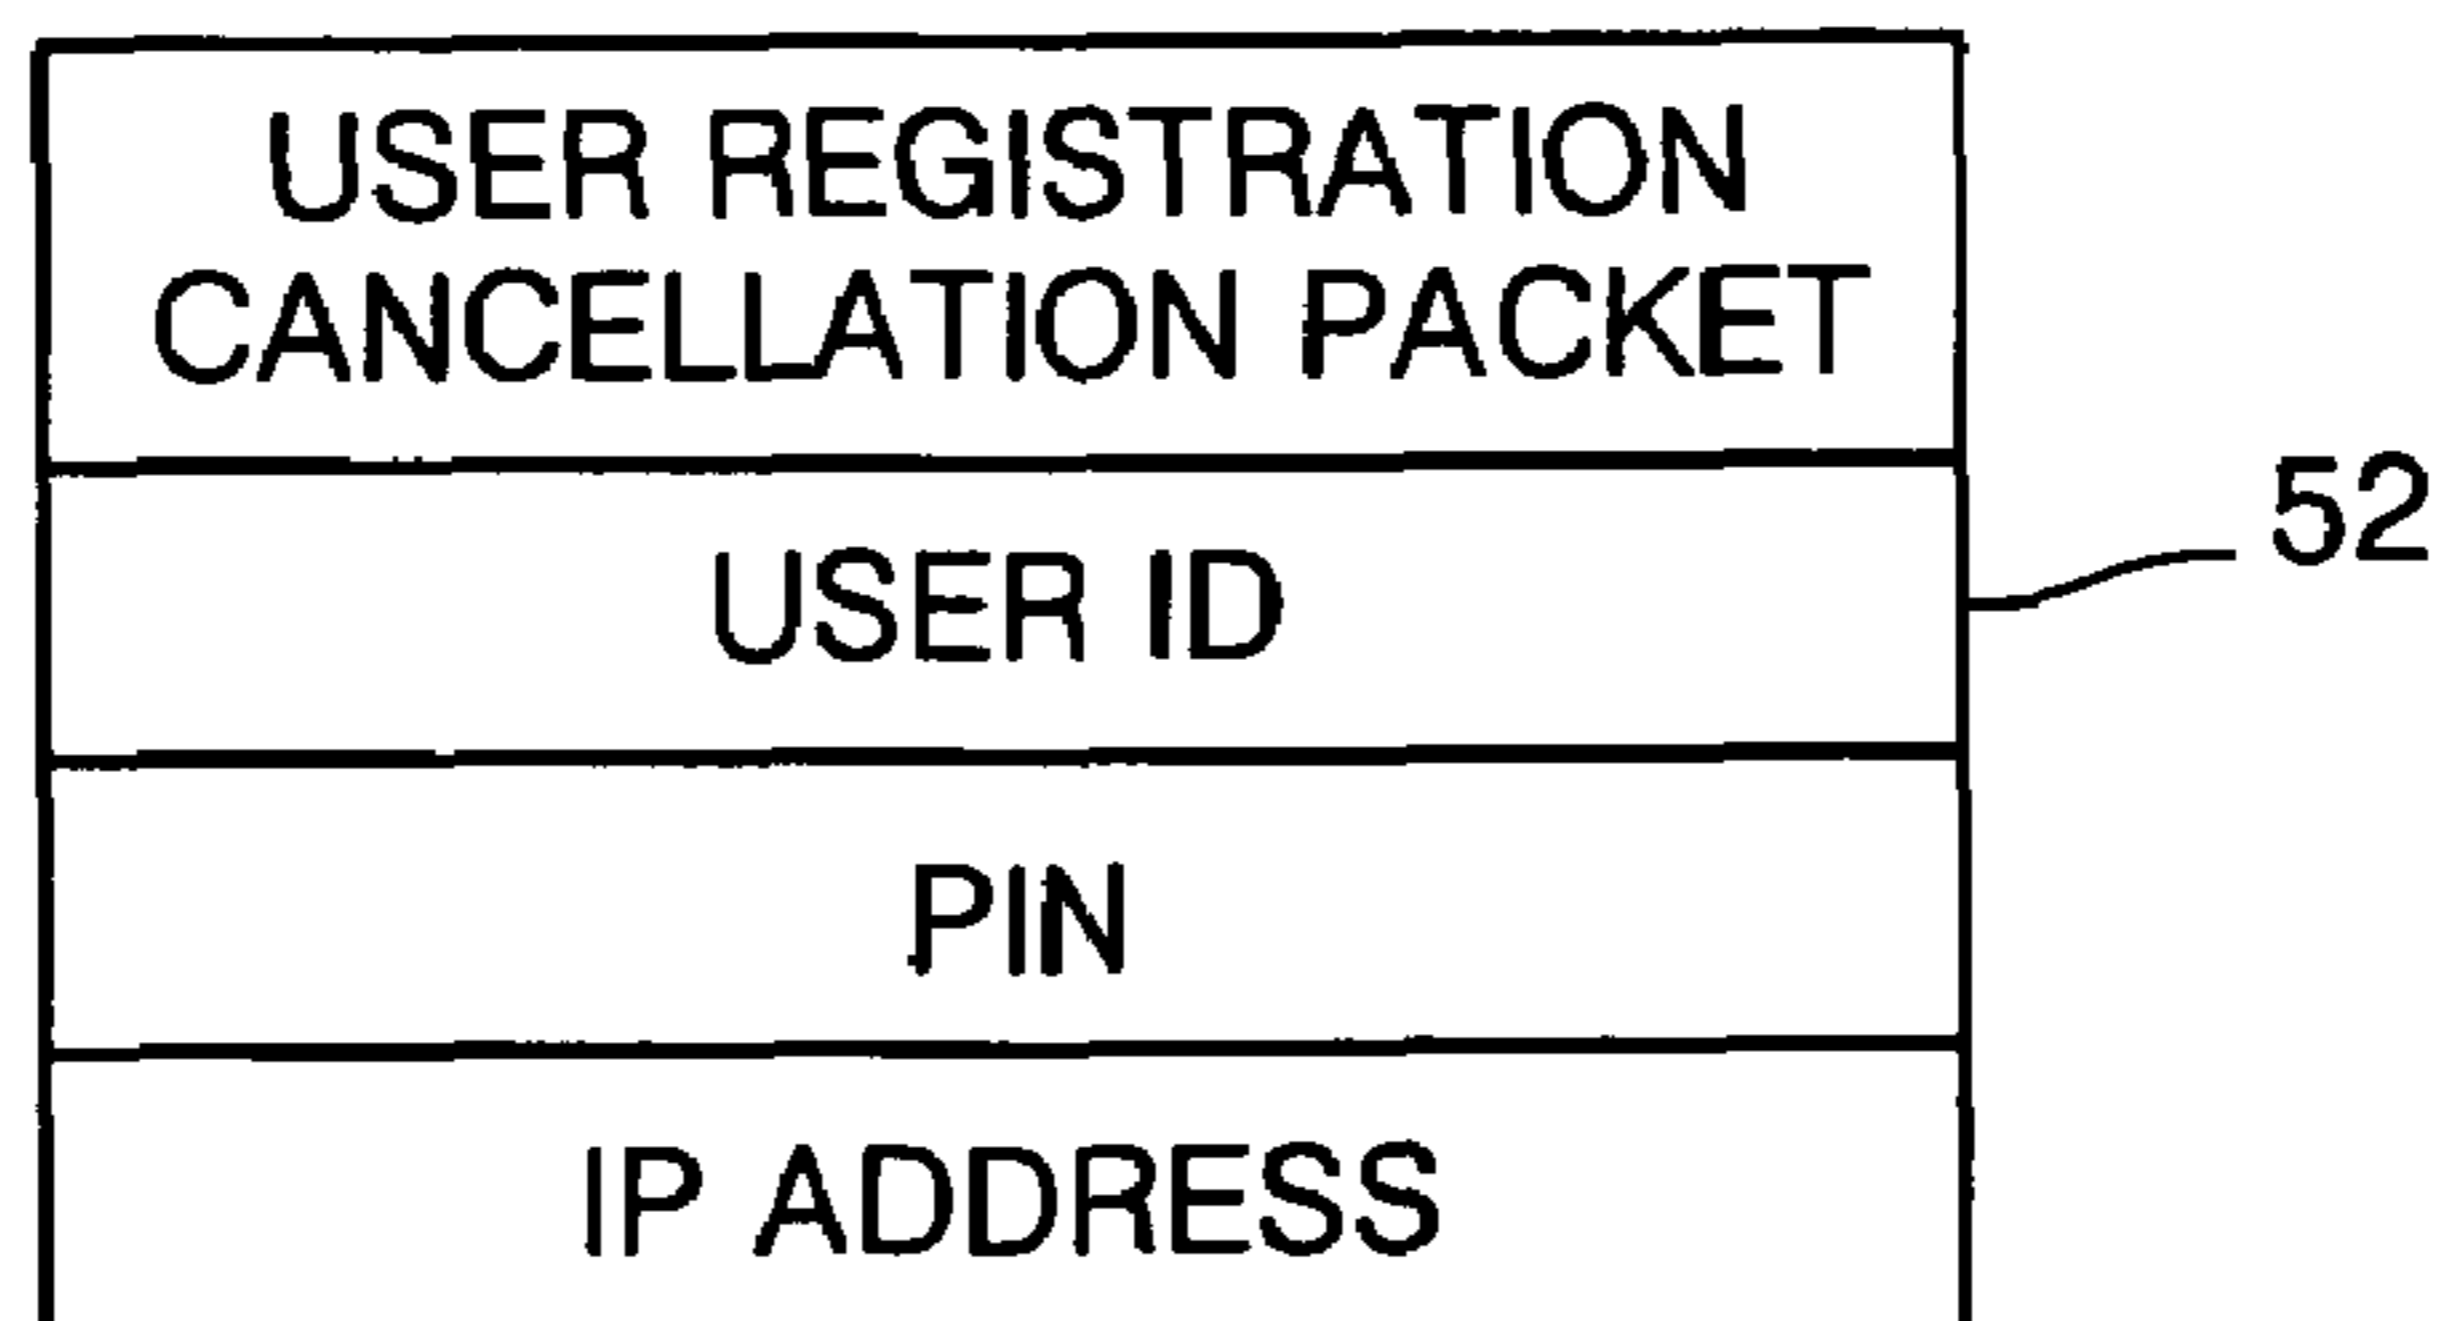 USER REGISTRATION
CANCELLATION PACKET
USER ID
52
PIN
IP ADDRESS